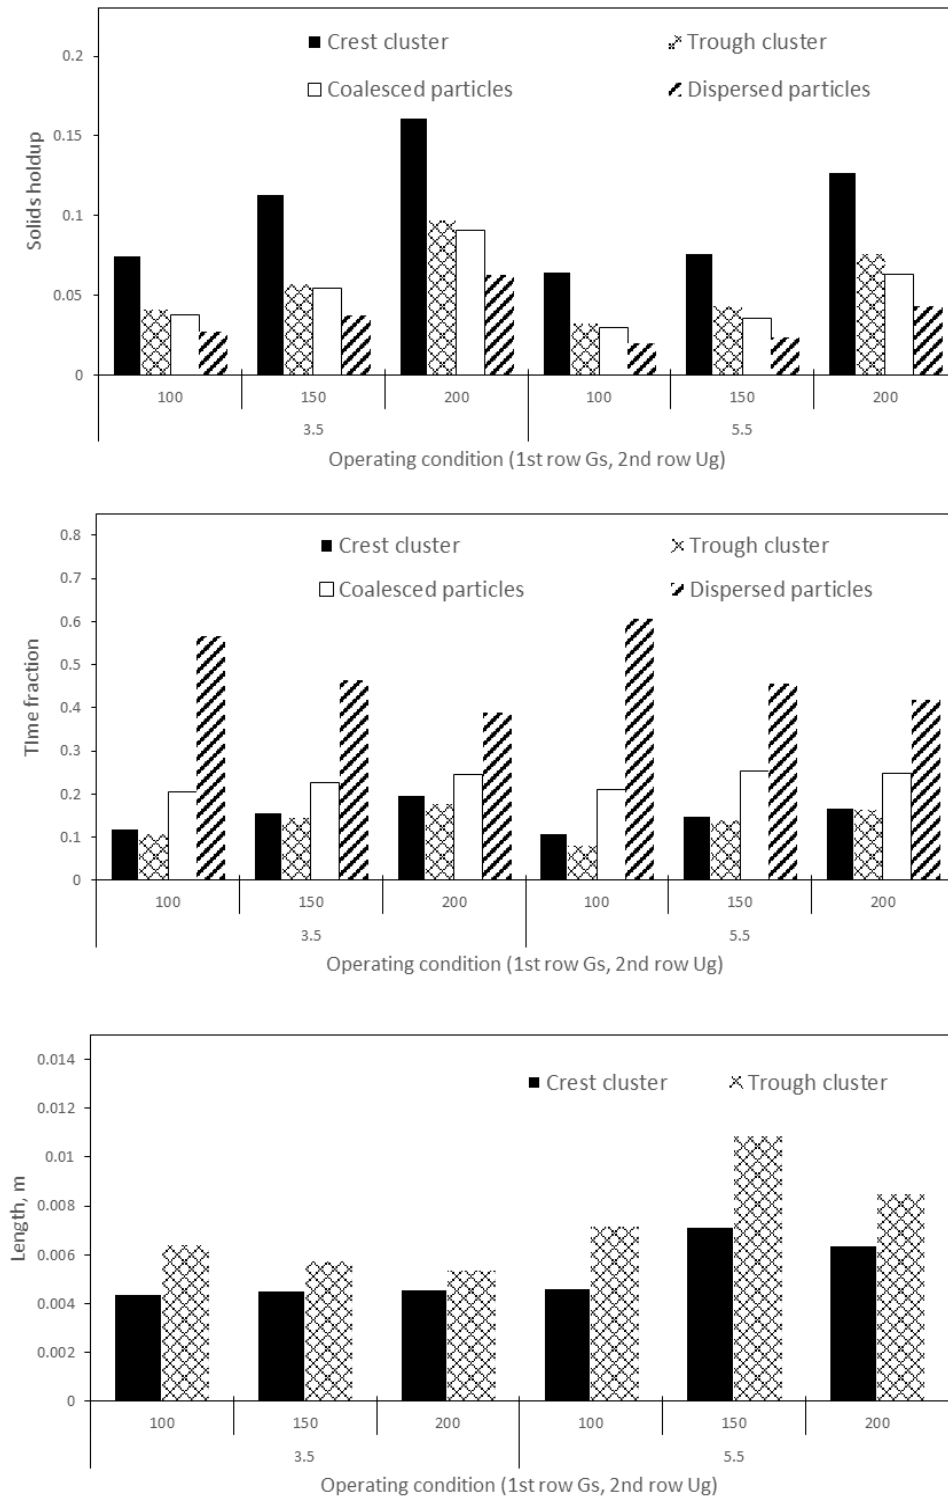 0.2
0.15
0.1
0.05
0
Solids holdup
Crest cluster
Trough cluster
Coalesced particles
Dispersed particles
100 150 200 100 150 200
3.5 5.5
Operating condition (1st row Gs, 2nd row Ug)
0.8
0.7
0.6
0.5
0.4
0.3
0.2
0.1
0
TIme fraction
Crest cluster
Trough cluster
Coalesced particles
Dispersed particles
100 150 200 100 150 200
3.5 5.5
Operating condition (1st row Gs, 2nd row Ug)
0.014
0.012
0.01
0.008
0.006
0.004
0.002
0
Length, m
Crest cluster
Trough cluster
100 150 200 100 150 200
3.5 5.5
Operating condition (1st row Gs, 2nd row Ug)